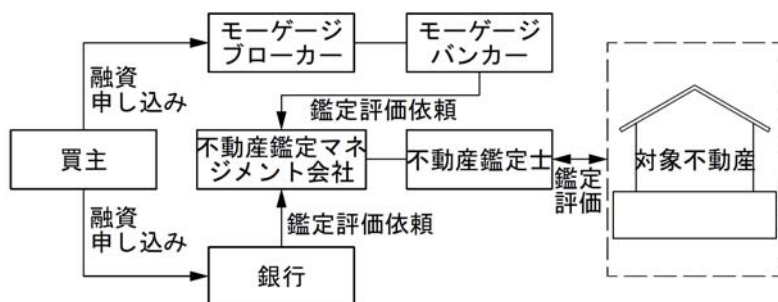 モーゲージ
ブローカー
モーゲージ
バンカー
融資
申し込み
鑑定評価依頼
買主
不動産鑑定マネ
ジメント会社
不動産鑑定士
鑑定
評価
対象不動産
融資
申し込み
鑑定評価依頼
銀行